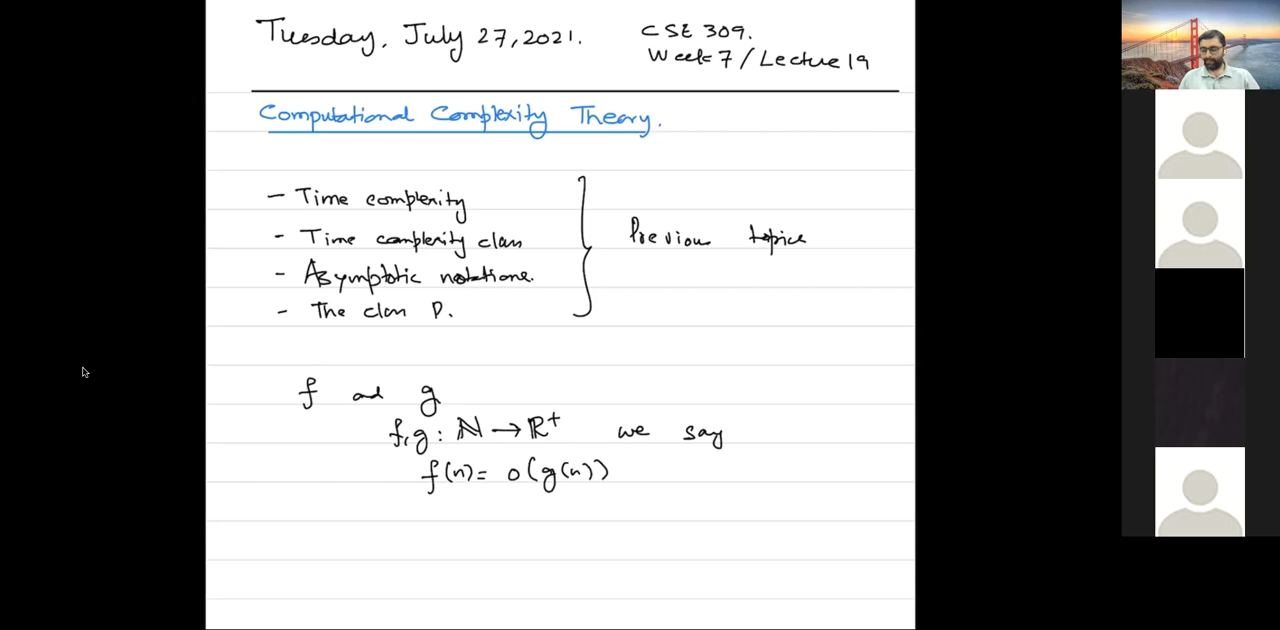 Tuesday, July 27, 2021.
CSE 309.
Week 7 / Lecture 19
Computational Complexity Theory.
- Time complexity
- Time complexity class
- Asymptotic notations.
- The class P.
Previous topics
f and g
f, g : ℕ → ℝ⁺ we say
f(n) = o(g(n))